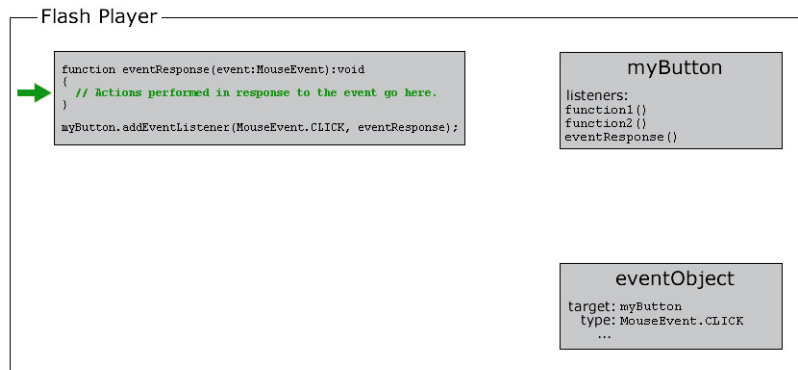 Flash Player
function eventResponse(event:MouseEvent):void
{
// Actions performed in response to the event go here.
}
myButton.addEventListener(MouseEvent.CLICK, eventResponse);
myButton
listeners:
function1()
function2()
eventResponse()
eventObject
target: myButton
type: MouseEvent.CLICK
...